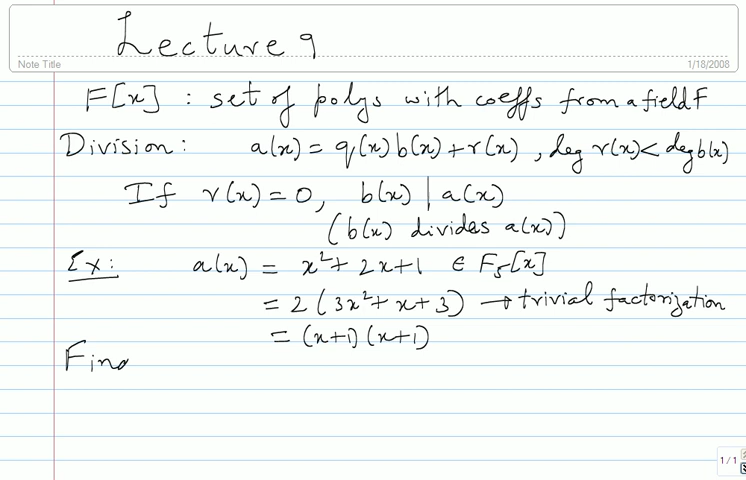 Lecture 9
Note Title
1/18/2008
F[x] : set of polys with coeffs from a field F
Division: a(x) = q(x) b(x) + r(x) , deg r(x) < deg b(x)
If r(x) = 0, b(x) | a(x)
(b(x) divides a(x))
Ex: a(x) = x² + 2x + 1 ∈ F₅[x]
= 2 (3x² + x + 3) → trivial factorization
= (x+1) (x+1)
Find
1 / 1